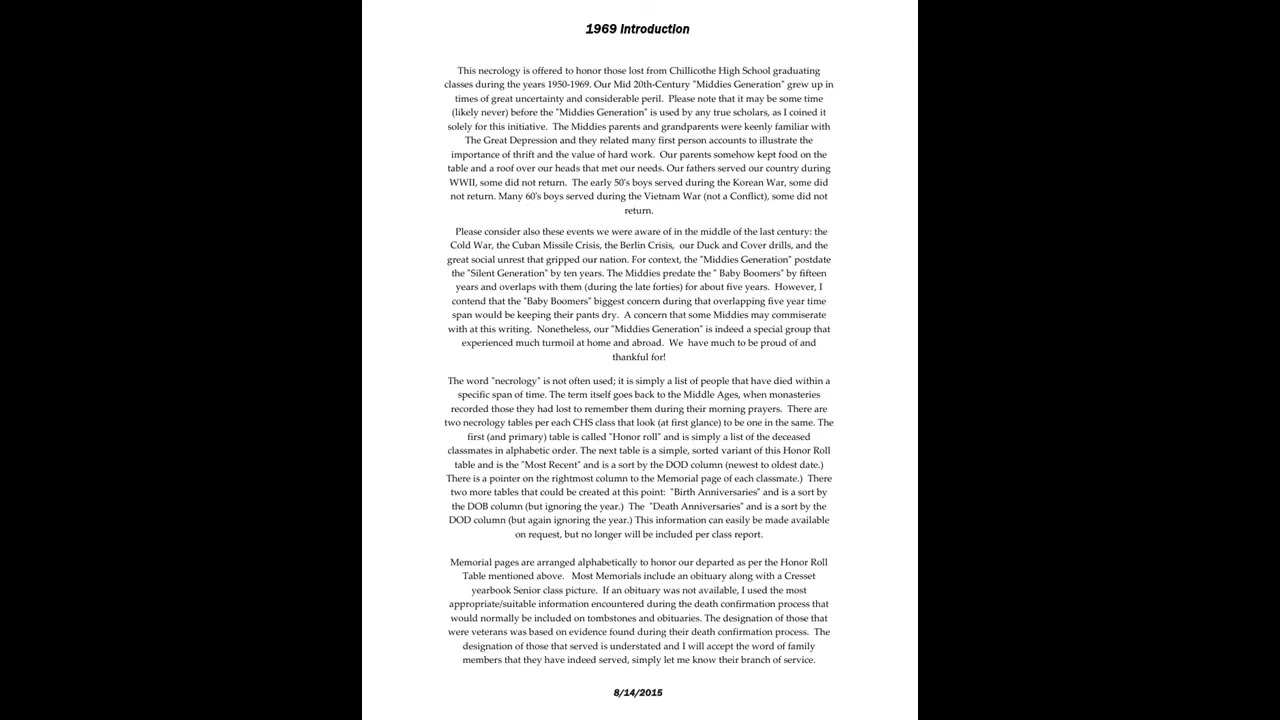 1969 Introduction
This necrology is offered to honor those lost from Chillicothe High School graduating
classes during the years 1950-1969. Our Mid 20th-Century "Middies Generation" grew up in
times of great uncertainty and considerable peril. Please note that it may be some time
(likely never) before the "Middies Generation" is used by any true scholars, as I coined it
solely for this initiative. The Middies parents and grandparents were keenly familiar with
The Great Depression and they related many first person accounts to illustrate the
importance of thrift and the value of hard work. Our parents somehow kept food on the
table and a roof over our heads that met our needs. Our fathers served our country during
WWII, some did not return. The early 50's boys served during the Korean War, some did
not return. Many 60's boys served during the Vietnam War (not a Conflict), some did not
return.
Please consider also these events we were aware of in the middle of the last century: the
Cold War, the Cuban Missile Crisis, the Berlin Crisis, our Duck and Cover drills, and the
great social unrest that gripped our nation. For context, the "Middies Generation" postdate
the "Silent Generation" by ten years. The Middies predate the " Baby Boomers" by fifteen
years and overlaps with them (during the late forties) for about five years. However, I
contend that the "Baby Boomers" biggest concern during that overlapping five year time
span would be keeping their pants dry. A concern that some Middies may commiserate
with at this writing. Nonetheless, our "Middies Generation" is indeed a special group that
experienced much turmoil at home and abroad. We have much to be proud of and
thankful for!
The word "necrology" is not often used; it is simply a list of people that have died within a
specific span of time. The term itself goes back to the Middle Ages, when monasteries
recorded those they had lost to remember them during their morning prayers. There are
two necrology tables per each CHS class that look (at first glance) to be one in the same. The
first (and primary) table is called "Honor roll" and is simply a list of the deceased
classmates in alphabetic order. The next table is a simple, sorted variant of this Honor Roll
table and is the "Most Recent" and is a sort by the DOD column (newest to oldest date.)
There is a pointer on the rightmost column to the Memorial page of each classmate.) There
two more tables that could be created at this point: "Birth Anniversaries" and is a sort by
the DOB column (but ignoring the year.) The "Death Anniversaries" and is a sort by the
DOD column (but again ignoring the year.) This information can easily be made available
on request, but no longer will be included per class report.
Memorial pages are arranged alphabetically to honor our departed as per the Honor Roll
Table mentioned above. Most Memorials include an obituary along with a Cresset
yearbook Senior class picture. If an obituary was not available, I used the most
appropriate/suitable information encountered during the death confirmation process that
would normally be included on tombstones and obituaries. The designation of those that
were veterans was based on evidence found during their death confirmation process. The
designation of those that served is understated and I will accept the word of family
members that they have indeed served, simply let me know their branch of service.
8/14/2015